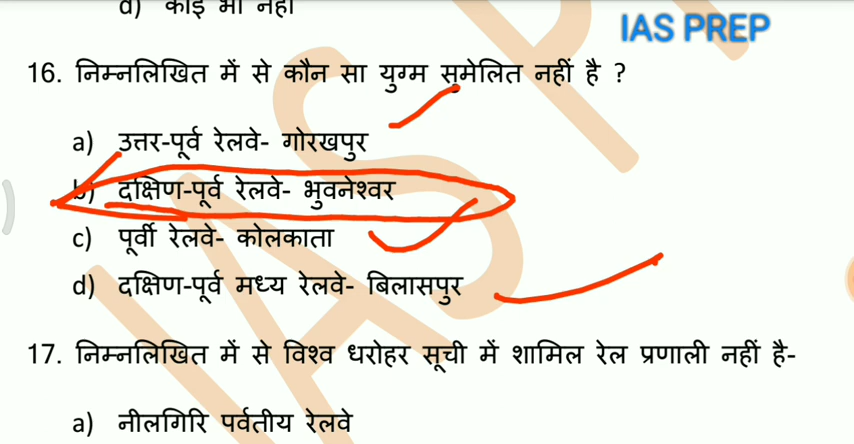 d) कोई भी नहीं
IAS PREP
16. निम्नलिखित में से कौन सा युग्म सुमेलित नहीं है ?
a) उत्तर-पूर्व रेलवे- गोरखपुर
b) दक्षिण-पूर्व रेलवे- भुवनेश्वर
c) पूर्वी रेलवे- कोलकाता
d) दक्षिण-पूर्व मध्य रेलवे- बिलासपुर
17. निम्नलिखित में से विश्व धरोहर सूची में शामिल रेल प्रणाली नहीं है-
a) नीलगिरि पर्वतीय रेलवे